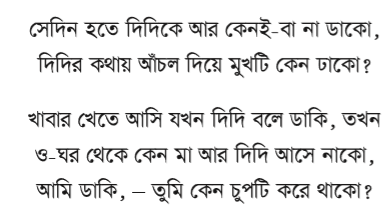 সেদিন হতে দিদিকে আর কেনই-বা না ডাকো,
দিদির কথায় আঁচল দিয়ে মুখটি কেন ঢাকো?
খাবার খেতে আসি যখন দিদি বলে ডাকি, তখন
ও-ঘর থেকে কেন মা আর দিদি আসে নাকো,
আমি ডাকি, – তুমি কেন চুপটি করে থাকো?